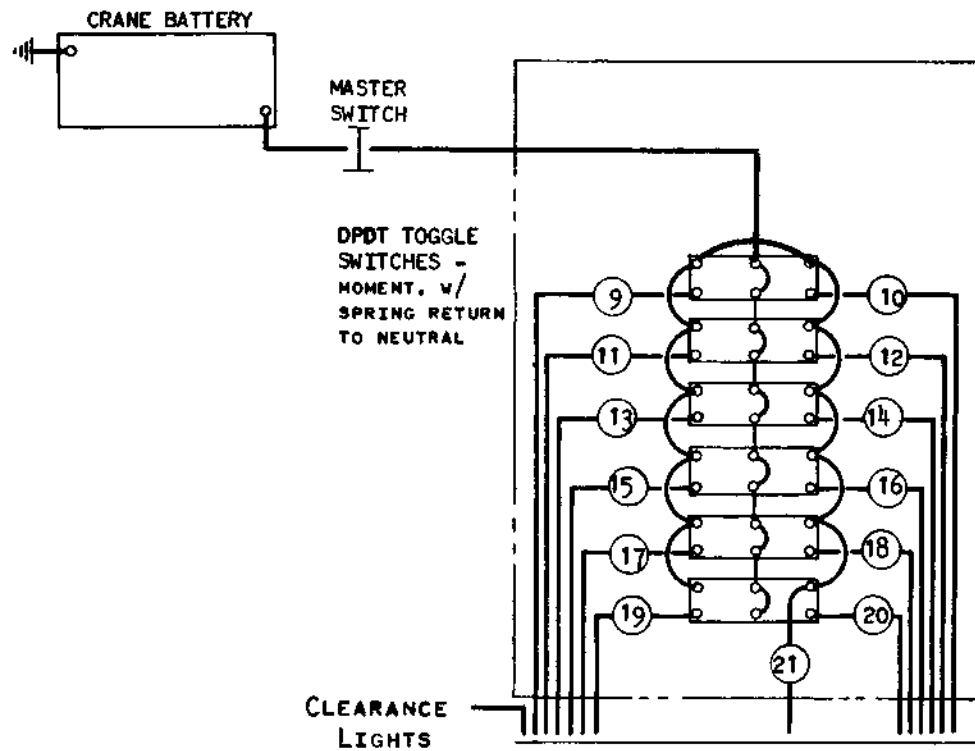 CRANE BATTERY
MASTER
SWITCH
DPDT TOGGLE
SWITCHES -
MOMENT. W/
SPRING RETURN
TO NEUTRAL
9
10
11
12
13
14
15
16
17
18
19
20
21
CLEARANCE
LIGHTS